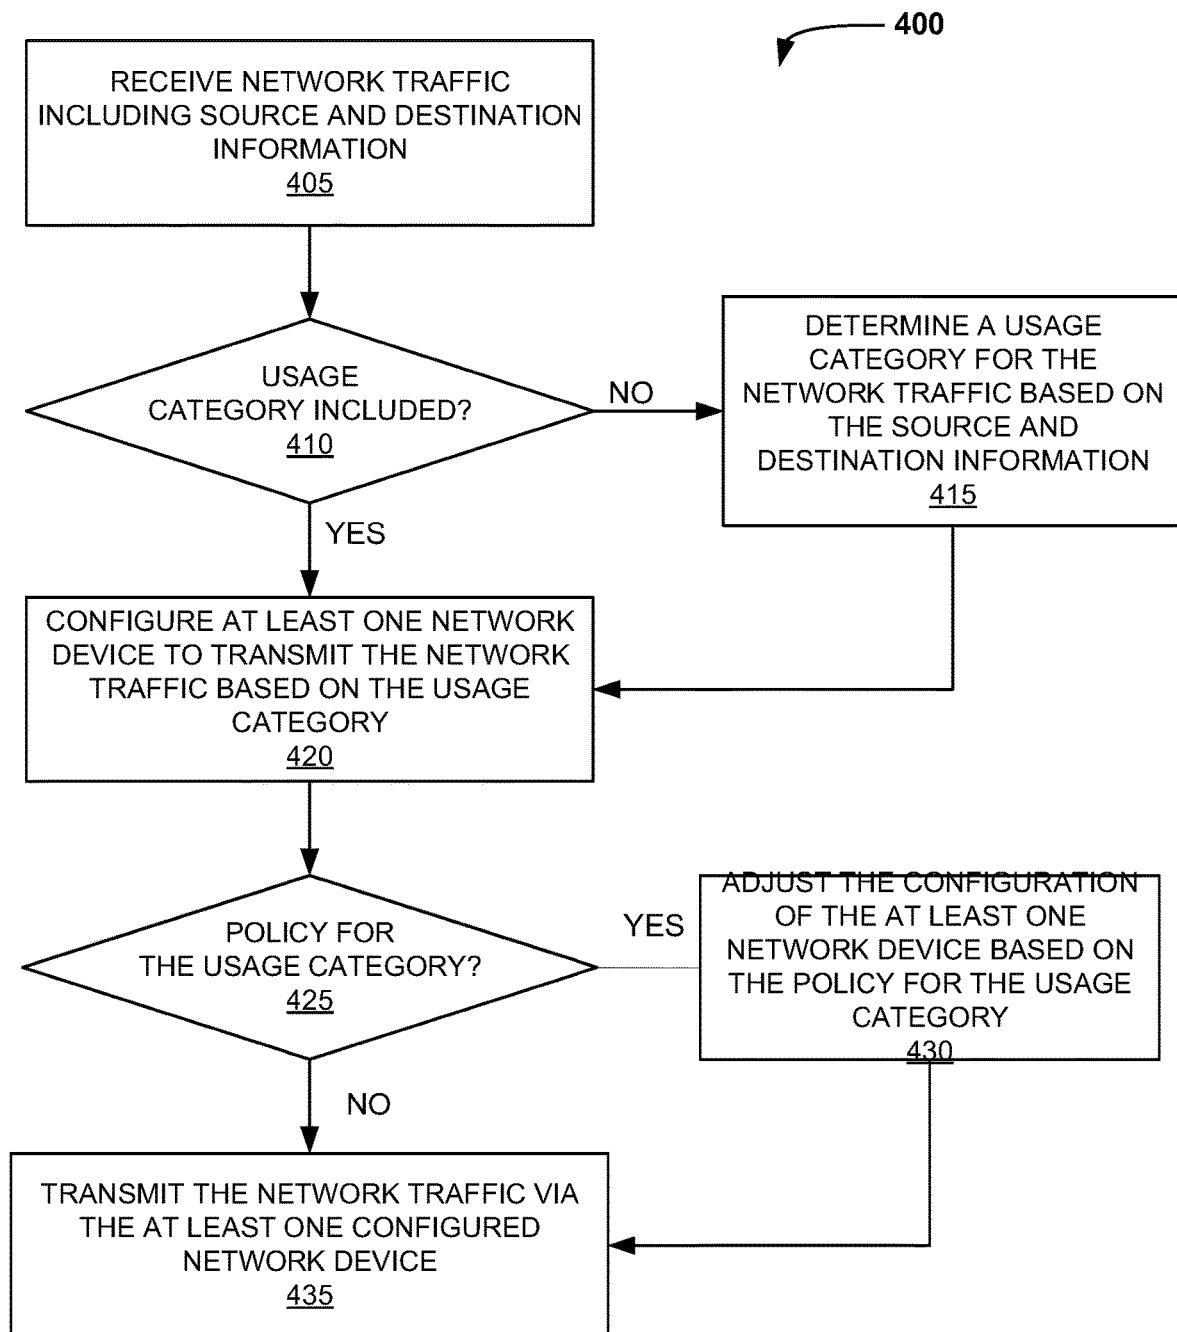 400
RECEIVE NETWORK TRAFFIC
INCLUDING SOURCE AND DESTINATION
INFORMATION
405
USAGE
CATEGORY INCLUDED?
410
NO
DETERMINE A USAGE
CATEGORY FOR THE
NETWORK TRAFFIC BASED ON
THE SOURCE AND
DESTINATION INFORMATION
415
YES
CONFIGURE AT LEAST ONE NETWORK
DEVICE TO TRANSMIT THE NETWORK
TRAFFIC BASED ON THE USAGE
CATEGORY
420
POLICY FOR
THE USAGE CATEGORY?
425
YES
ADJUST THE CONFIGURATION
OF THE AT LEAST ONE
NETWORK DEVICE BASED ON
THE POLICY FOR THE USAGE
CATEGORY
430
NO
TRANSMIT THE NETWORK TRAFFIC VIA
THE AT LEAST ONE CONFIGURED
NETWORK DEVICE
435